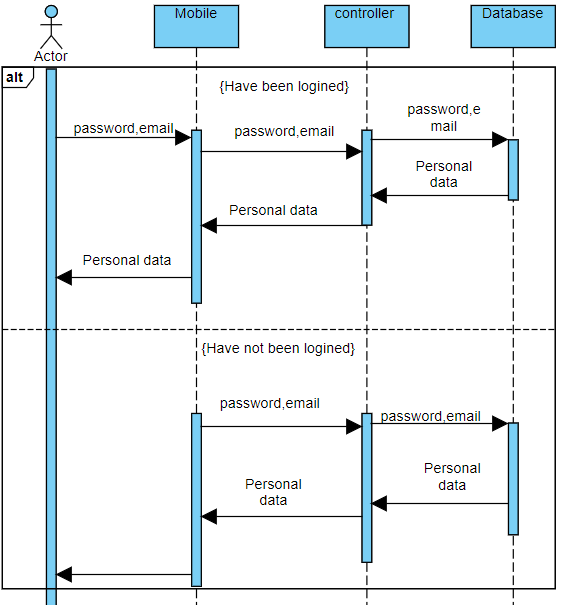 Mobile
controller
Database
Actor
alt
{Have been logined}
password,email
password,email
password,e
mail
Personal
data
Personal data
Personal data
{Have not been logined}
password,email
password,email
Personal
data
Personal
data